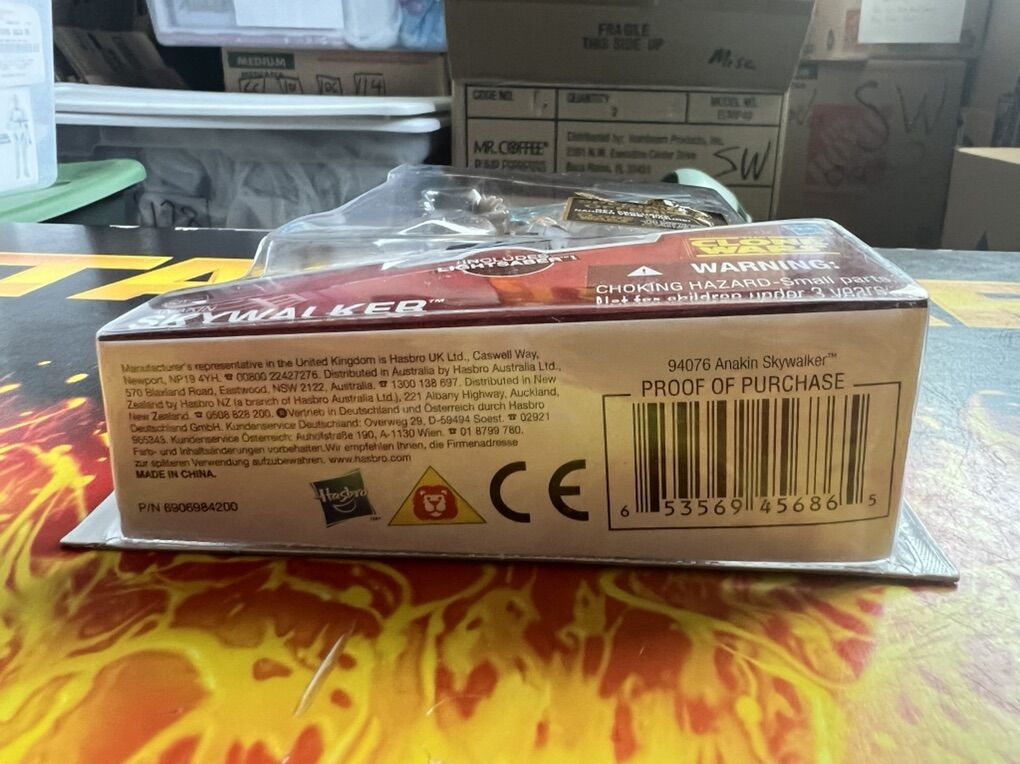 FRAGILE
THIS SIDE UP
Misc
MEDIUM
CODE NO.
QUANTITY
2
MODEL NO.
MR. COFFEE®
Distributed by:
SW
SW
178
INCLUDES
LIGHTSABER!
CLONE
WARS
WARNING:
CHOKING HAZARD-Small parts
Not for children under 3 years
SKYWALKER™
Manufacturer's representative in the United Kingdom is Hasbro UK Ltd., Caswell Way,
Newport, NP19 4YH. ☎ 00800 22427276. Distributed in Australia by Hasbro Australia Ltd.,
570 Blaxland Road, Eastwood, NSW 2122, Australia. ☎ 1300 138 697. Distributed in New
Zealand by Hasbro NZ (a branch of Hasbro Australia Ltd.), 221 Albany Highway, Auckland,
New Zealand. ☎ 0508 828 200. Vertrieb in Deutschland und Österreich durch Hasbro
Deutschland GmbH. Kundenservice Deutschland: Overweg 29, D-59494 Soest. ☎ 02921
965343. Kundenservice Österreich: Auhofstraße 190, A-1130 Wien. ☎ 01 8799 780.
Farb- und Inhaltsänderungen vorbehalten. Wir empfehlen Ihnen, die Firmenadresse
zur späteren Verwendung aufzubewahren. www.hasbro.com
MADE IN CHINA.
P/N 6906984200
Hasbro
CE
94076 Anakin Skywalker™
PROOF OF PURCHASE
6 53569 45686 5